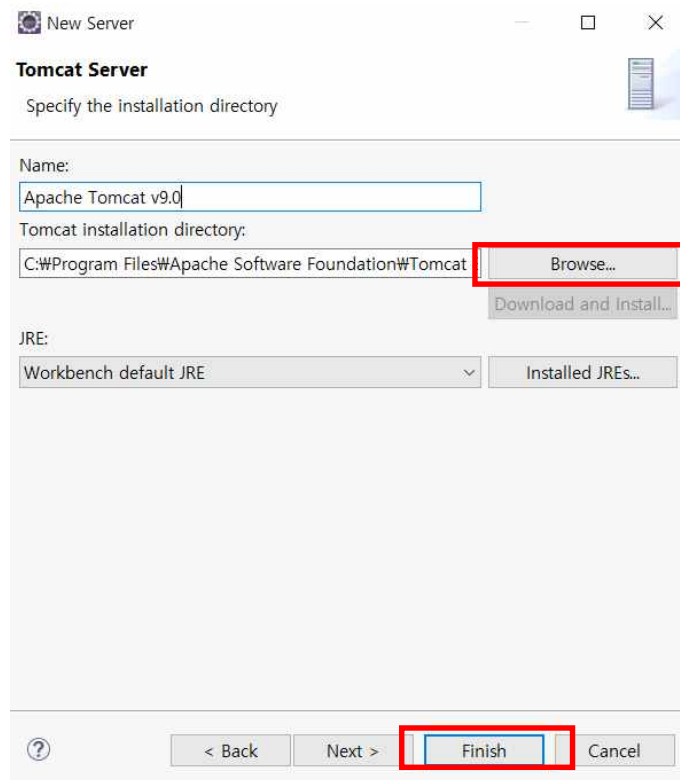 New Server
Tomcat Server
Specify the installation directory
Name:
Apache Tomcat v9.0
Tomcat installation directory:
C:₩Program Files₩Apache Software Foundation₩Tomcat
Browse...
Download and Install...
JRE:
Workbench default JRE
Installed JREs...
< Back
Next >
Finish
Cancel